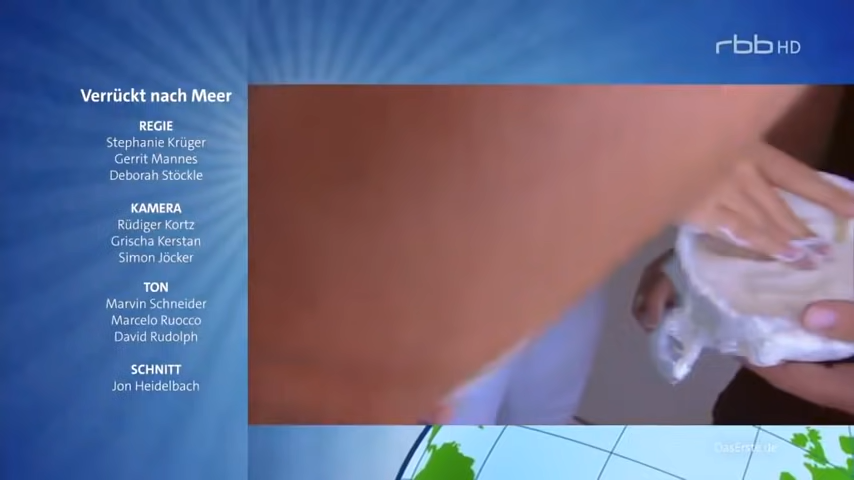 rbb HD
Verrückt nach Meer
REGIE
Stephanie Krüger
Gerrit Mannes
Deborah Stöckle
KAMERA
Rüdiger Kortz
Grischa Kerstan
Simon Jöcker
TON
Marvin Schneider
Marcelo Ruocco
David Rudolph
SCHNITT
Jon Heidelbach
DasErste.de